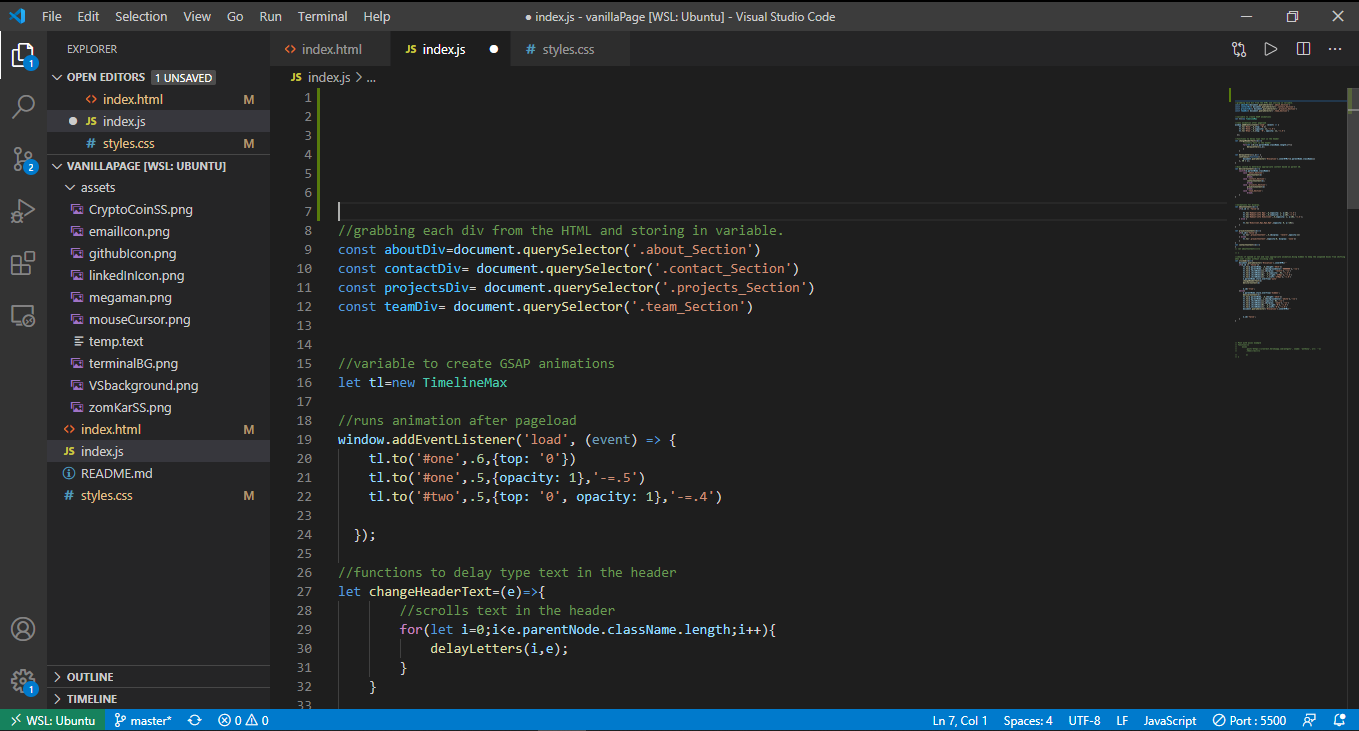 File Edit Selection View Go Run Terminal Help ● index.js - vanillaPage [WSL: Ubuntu] - Visual Studio Code
EXPLORER
OPEN EDITORS 1 UNSAVED
index.html M
JS index.js
# styles.css M
VANILLAPAGE [WSL: UBUNTU]
assets
CryptoCoinSS.png
emailIcon.png
githubIcon.png
linkedInIcon.png
megaman.png
mouseCursor.png
temp.text
terminalBG.png
VSbackground.png
zomKarSS.png
<> index.html M
JS index.js
README.md
# styles.css M
OUTLINE
TIMELINE
1
2
1
<> index.html JS index.js ● # styles.css
JS index.js > ...
1
2
3
4
5
6
7
8 //grabbing each div from the HTML and storing in variable.
9 const aboutDiv=document.querySelector('.about_Section')
10 const contactDiv= document.querySelector('.contact_Section')
11 const projectsDiv= document.querySelector('.projects_Section')
12 const teamDiv= document.querySelector('.team_Section')
13
14
15 //variable to create GSAP animations
16 let tl=new TimelineMax
17
18 //runs animation after pageload
19 window.addEventListener('load', (event) => {
20 tl.to('#one',.6,{top: '0'})
21 tl.to('#one',.5,{opacity: 1},'-=.5')
22 tl.to('#two',.5,{top: '0', opacity: 1},'-=.4')
23
24 });
25
26 //functions to delay type text in the header
27 let changeHeaderText=(e)=>{
28 //scrolls text in the header
29 for(let i=0;i<e.parentNode.className.length;i++){
30 delayLetters(i,e);
31 }
32 }
33
WSL: Ubuntu master* 0 0 Ln 7, Col 1 Spaces: 4 UTF-8 LF JavaScript Port : 5500